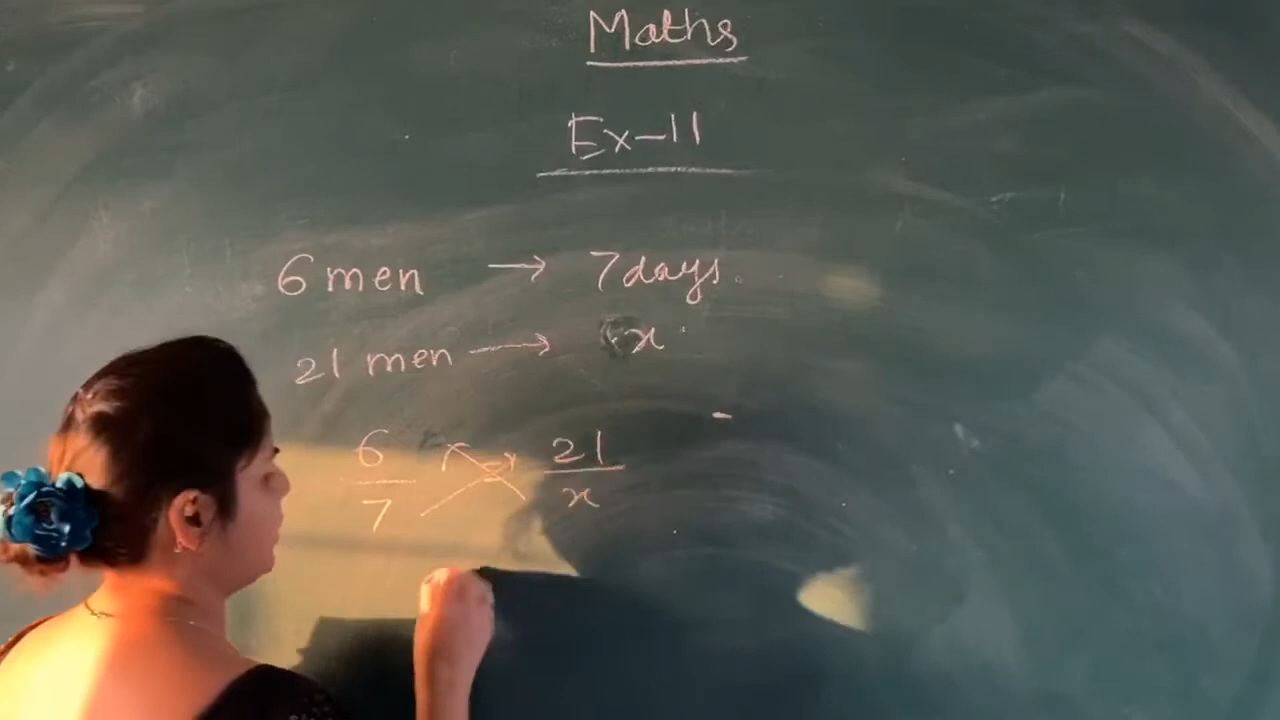 Maths
Ex-11
6 men → 7 days.
21 men → x
6/7 21/x